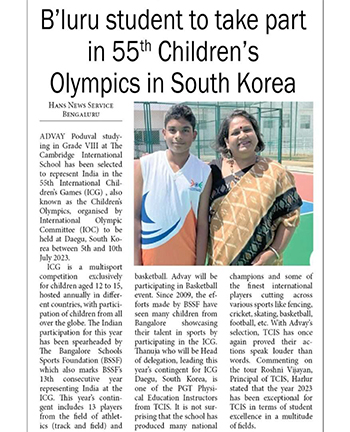 B'luru student to take part
in 55th Children's
Olympics in South Korea
HANS NEWS SERVICE
BENGALURU
ADVAY Poduval study-
ing in Grade VIII at The
Cambridge International
School has been selected
to represent India in the
55th International Chil-
dren's Games (ICG) , also
known as the Children's
Olympics, organised by
International Olympic
Committee (IOC) to be
held at Daegu, South Ko-
rea between 5th and 10th
July 2023.
ICG is a multisport
competition exclusively
for children aged 12 to 15,
hosted annually in differ-
ent countries, with partic-
ipation of children from all
over the globe. The Indian
participation for this year
has been spearheaded by
The Bangalore Schools
Sports Foundation (BSSF)
which also marks BSSF's
13th consecutive year
representing India at the
ICG. This year's contin-
gent includes 13 players
from the field of athlet-
ics (track and field) and
basketball. Advay will be
participating in Basketball
event. Since 2009, the ef-
forts made by BSSF have
seen many children from
Bangalore showcasing
their talent in sports by
participating in the ICG.
Thanuja who will be Head
of delegation, leading this
year's contingent for ICG
Daegu, South Korea, is
one of the PGT Physi-
cal Education Instructors
from TCIS. It is not sur-
prising that the school has
produced many national
champions and some of
the finest international
players cutting across
various sports like fencing,
cricket, skating, basketball,
football, etc. With Advay's
selection, TCIS has once
again proved their ac-
tions speak louder than
words. Commenting on
the tour Roshni Vijayan,
Principal of TCIS, Harlur
stated that the year 2023
has been exceptional for
TCIS in terms of student
excellence in a multitude
of fields.